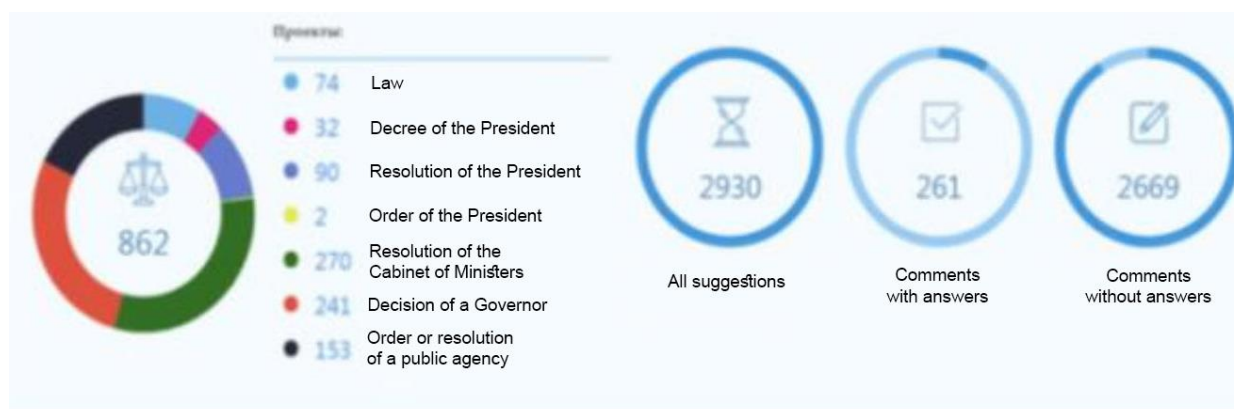 Проекты:
862
74 Law
32 Decree of the President
90 Resolution of the President
2 Order of the President
270 Resolution of the
Cabinet of Ministers
241 Decision of a Governor
153 Order or resolution
of a public agency
2930
All suggestions
261
Comments
with answers
2669
Comments
without answers